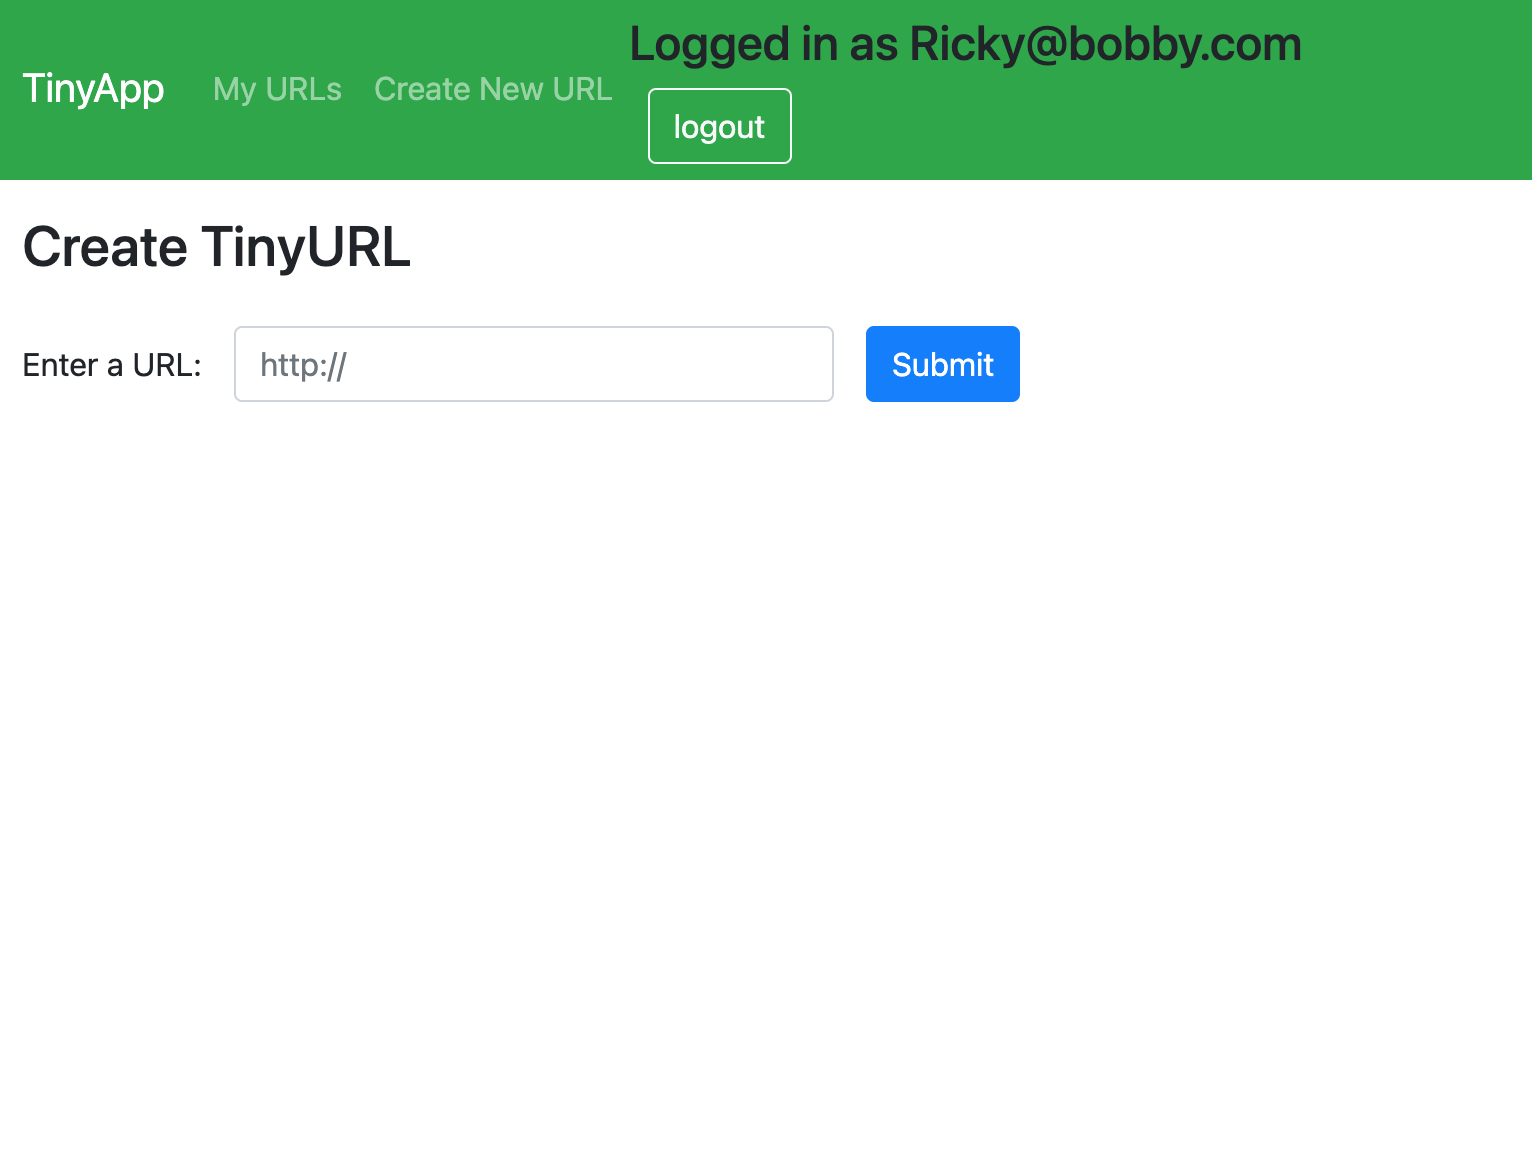 TinyApp
My URLs
Create New URL
Logged in as Ricky@bobby.com
logout
Create TinyURL
Enter a URL:
http://
Submit